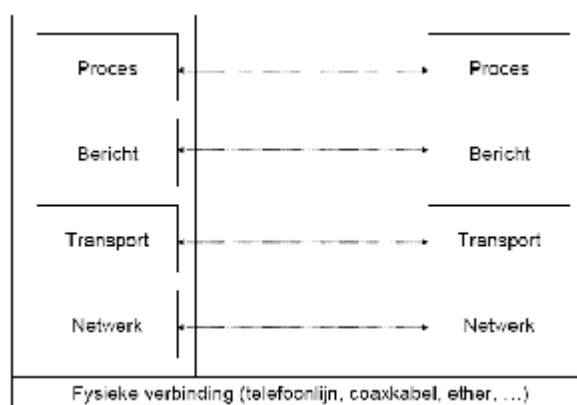 Proces Proces
Bericht Bericht
Transport Transport
Netwerk Netwerk
Fysieke verbinding (telefoonlijn, coaxkabel, ether, …)